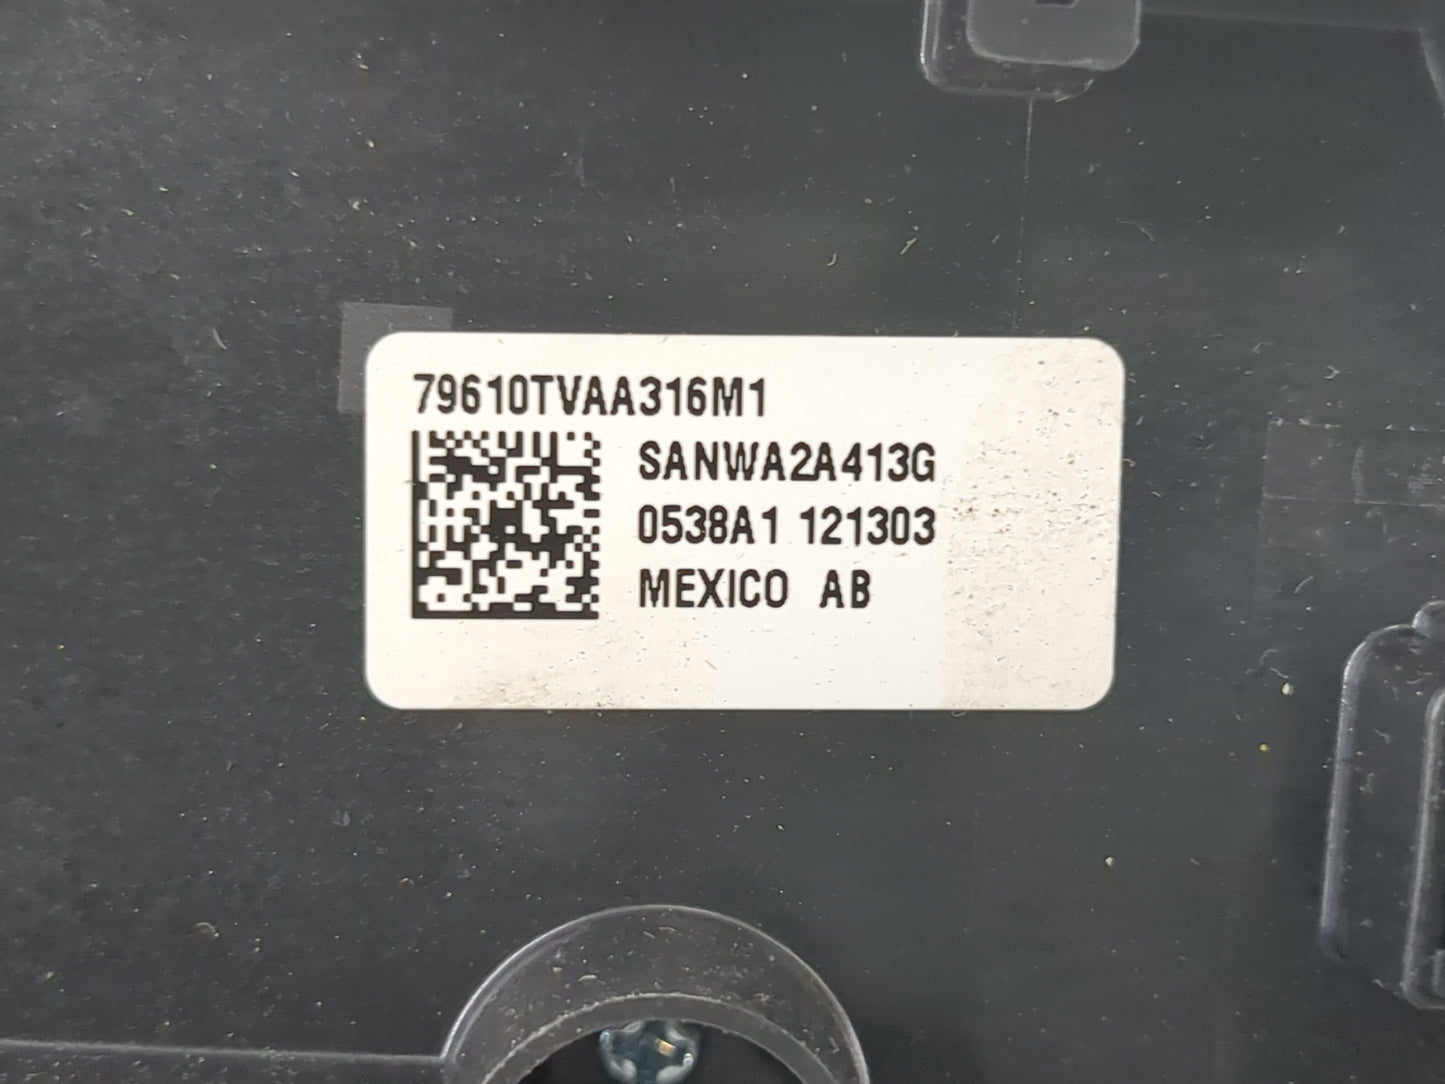 79610TVAA316M1
SANWA2A413G
0538A1 121303
MEXICO AB